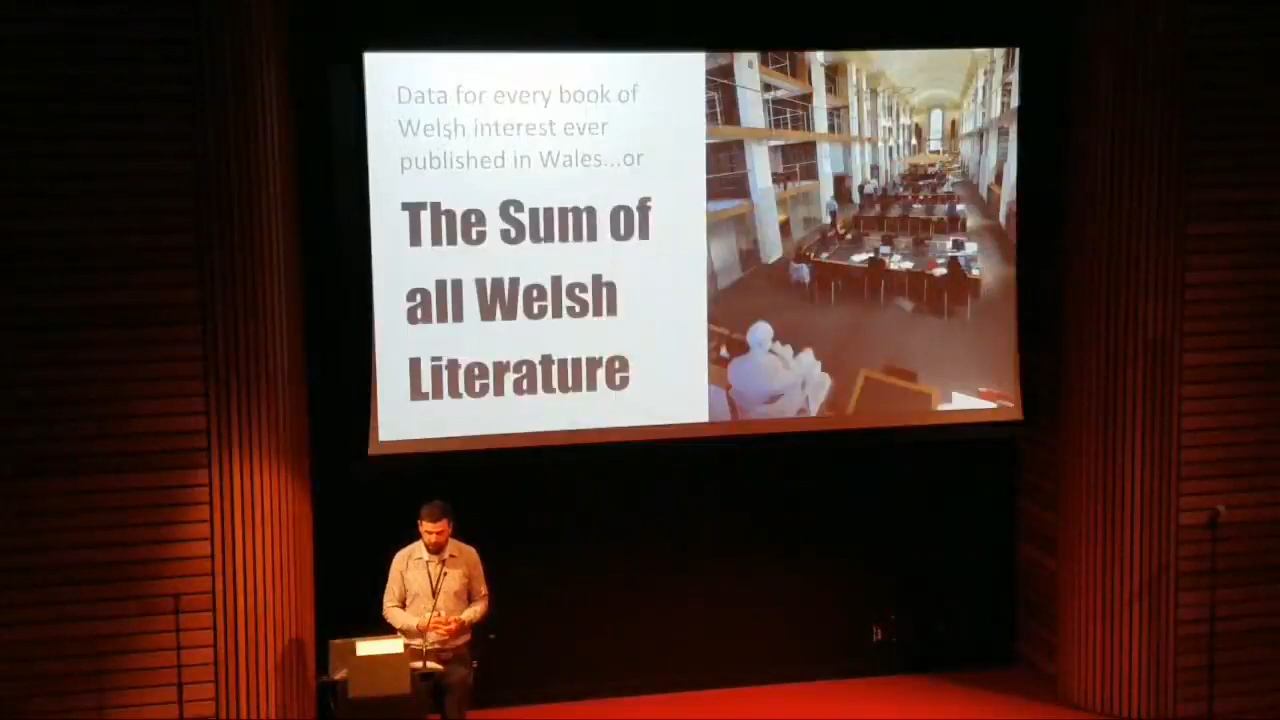 Data for every book of
Welsh interest ever
published in Wales...or
The Sum of
all Welsh
Literature